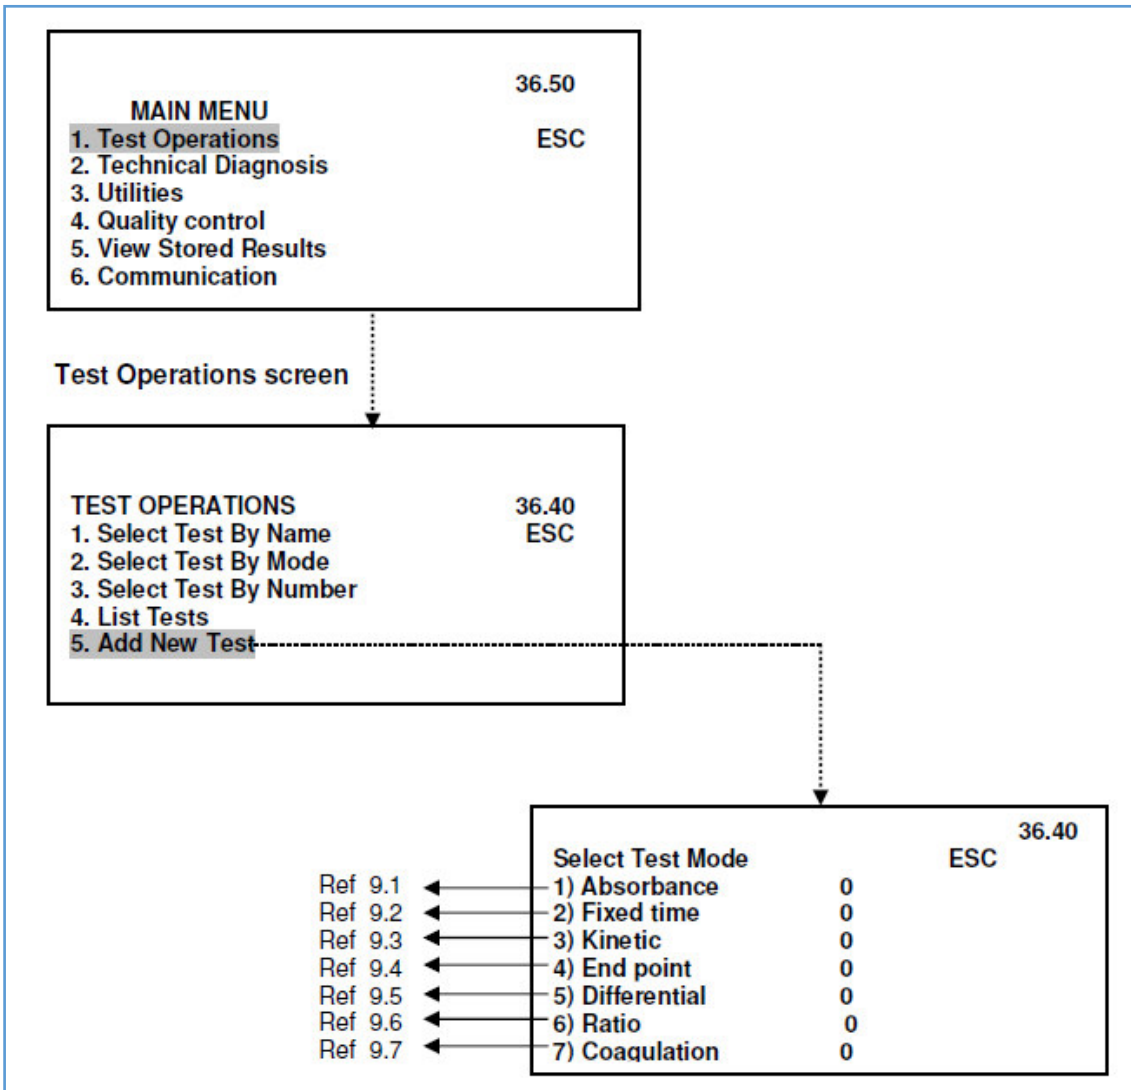 36.50
MAIN MENU
1. Test Operations ESC
2. Technical Diagnosis
3. Utilities
4. Quality control
5. View Stored Results
6. Communication
Test Operations screen
TEST OPERATIONS 36.40
1. Select Test By Name ESC
2. Select Test By Mode
3. Select Test By Number
4. List Tests
5. Add New Test
36.40
Select Test Mode ESC
Ref 9.1 1) Absorbance 0
Ref 9.2 2) Fixed time 0
Ref 9.3 3) Kinetic 0
Ref 9.4 4) End point 0
Ref 9.5 5) Differential 0
Ref 9.6 6) Ratio 0
Ref 9.7 7) Coagulation 0